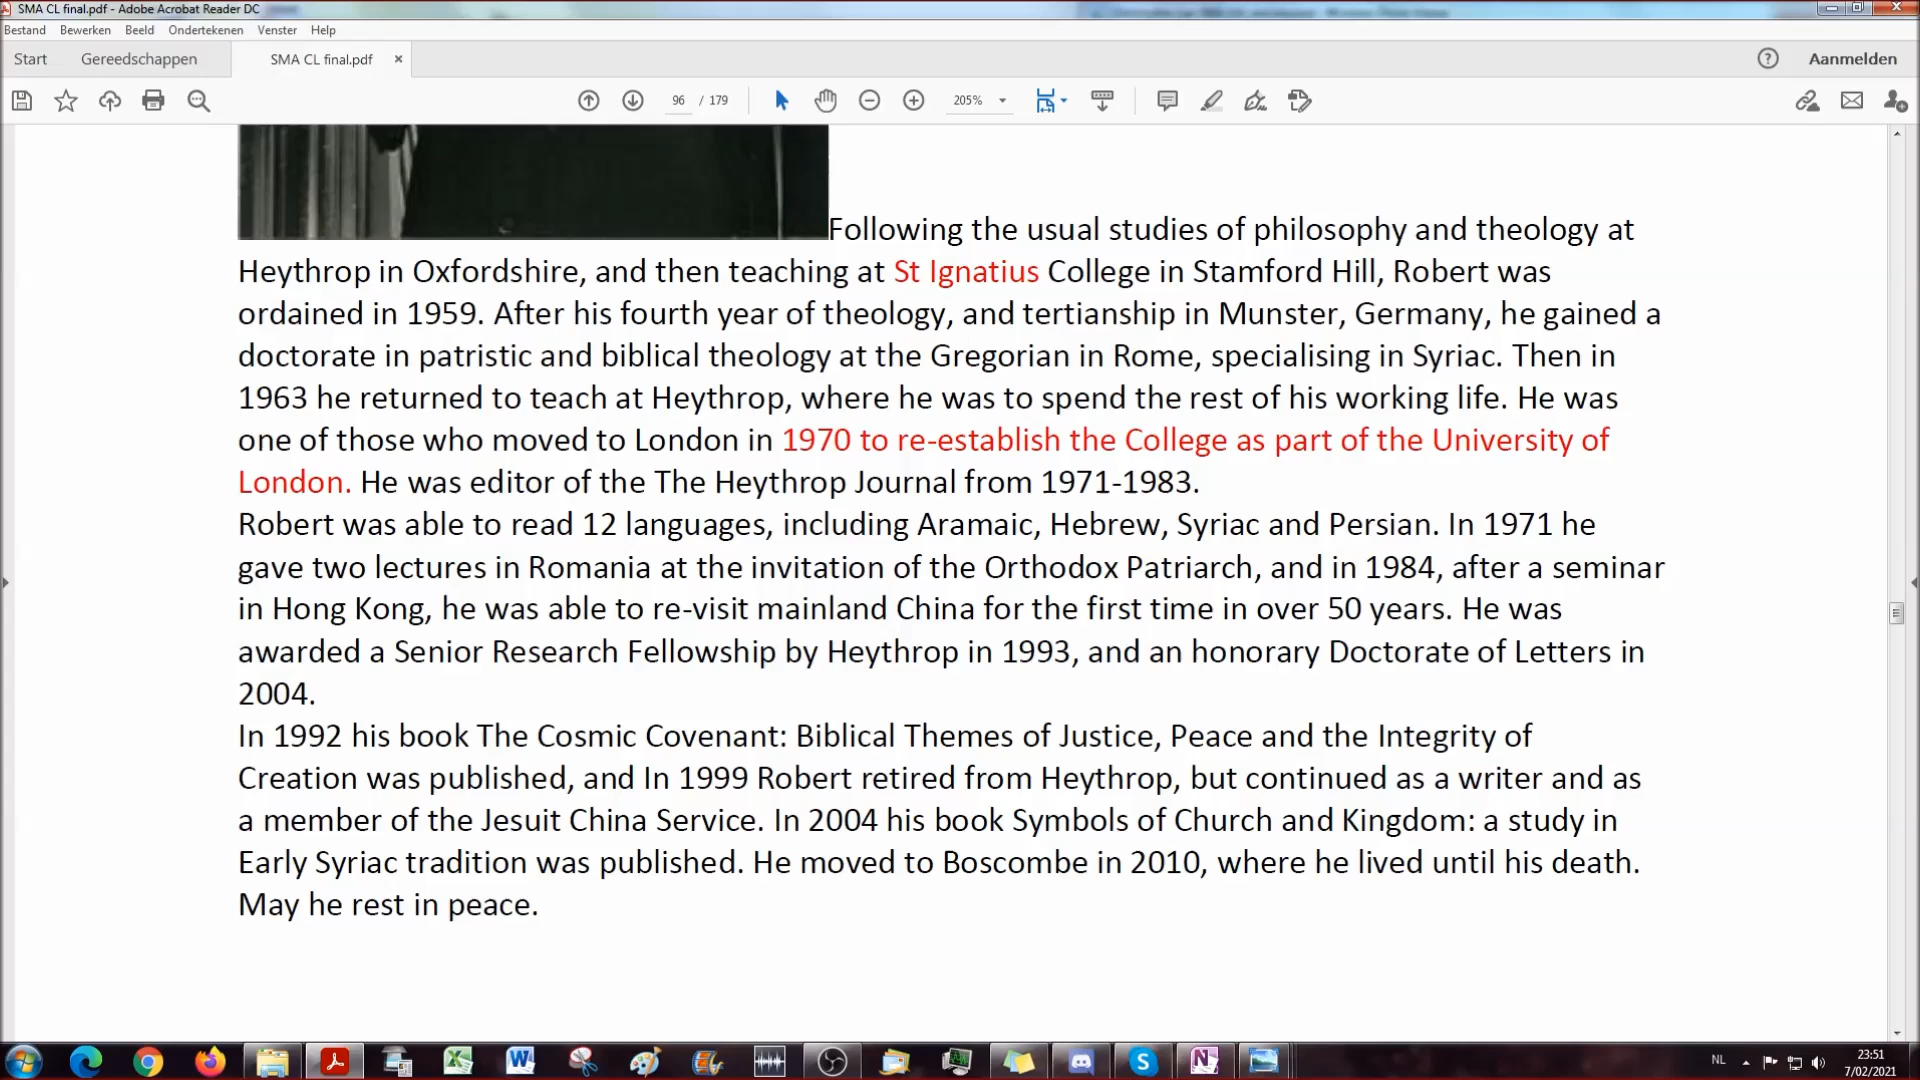 SMA CL final.pdf - Adobe Acrobat Reader DC
Bestand Bewerken Beeld Ondertekenen Venster Help
Start Gereedschappen SMA CL final.pdf × Aanmelden
96 / 179 205%
Following the usual studies of philosophy and theology at
Heythrop in Oxfordshire, and then teaching at St Ignatius College in Stamford Hill, Robert was
ordained in 1959. After his fourth year of theology, and tertianship in Munster, Germany, he gained a
doctorate in patristic and biblical theology at the Gregorian in Rome, specialising in Syriac. Then in
1963 he returned to teach at Heythrop, where he was to spend the rest of his working life. He was
one of those who moved to London in 1970 to re-establish the College as part of the University of
London. He was editor of the The Heythrop Journal from 1971-1983.
Robert was able to read 12 languages, including Aramaic, Hebrew, Syriac and Persian. In 1971 he
gave two lectures in Romania at the invitation of the Orthodox Patriarch, and in 1984, after a seminar
in Hong Kong, he was able to re-visit mainland China for the first time in over 50 years. He was
awarded a Senior Research Fellowship by Heythrop in 1993, and an honorary Doctorate of Letters in
2004.
In 1992 his book The Cosmic Covenant: Biblical Themes of Justice, Peace and the Integrity of
Creation was published, and In 1999 Robert retired from Heythrop, but continued as a writer and as
a member of the Jesuit China Service. In 2004 his book Symbols of Church and Kingdom: a study in
Early Syriac tradition was published. He moved to Boscombe in 2010, where he lived until his death.
May he rest in peace.
NL 23:51
7/02/2021